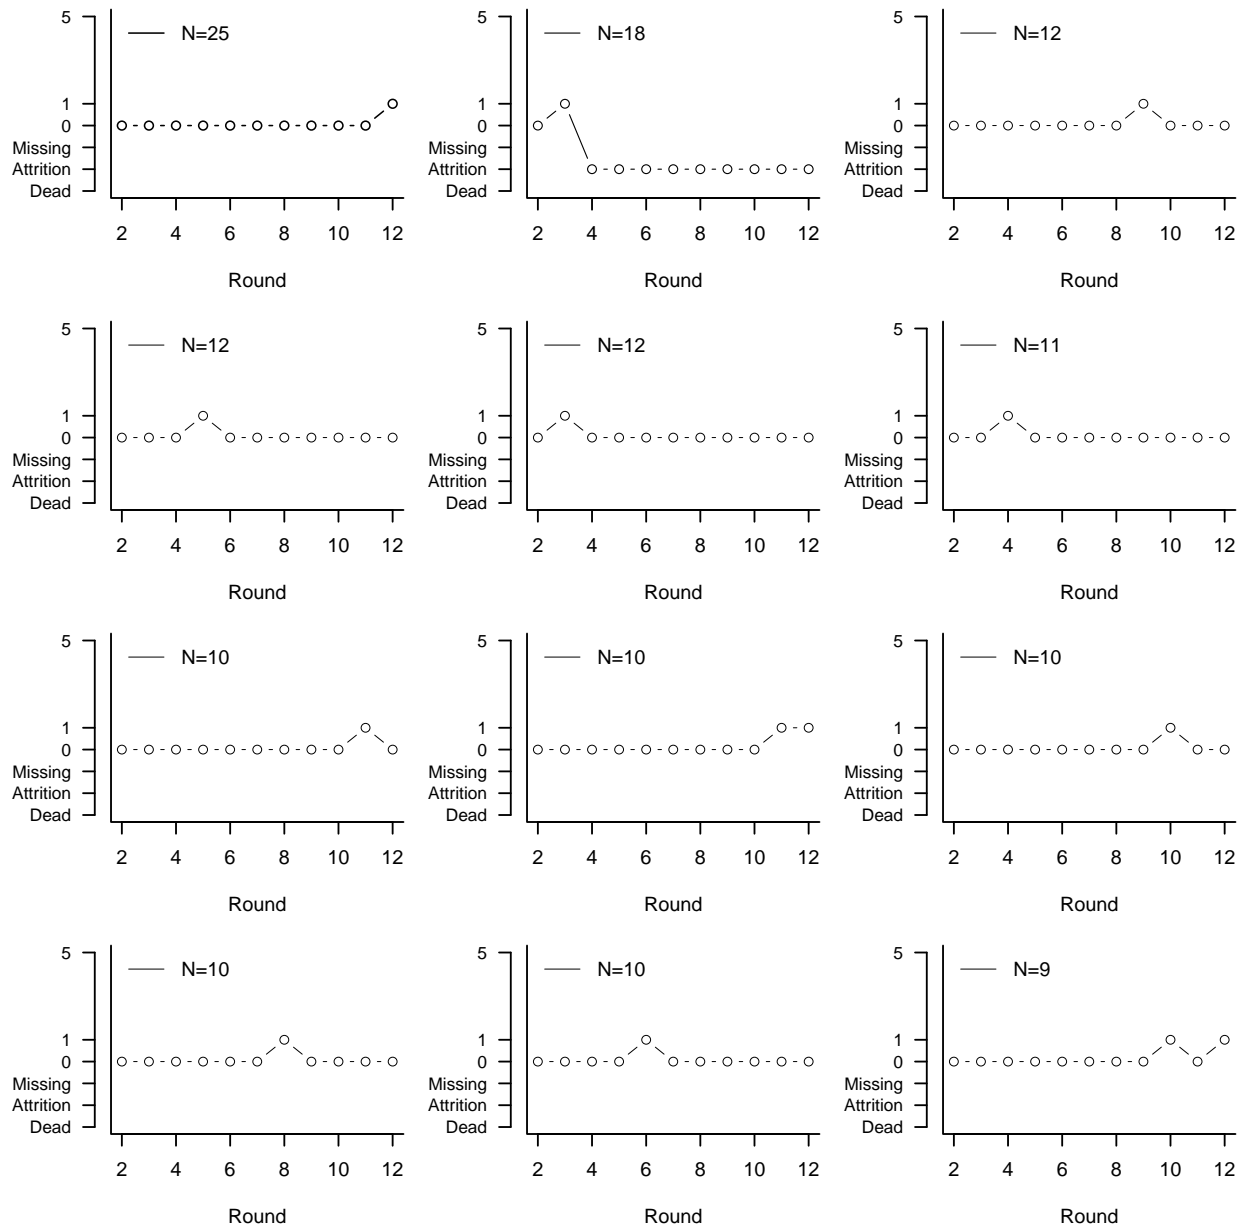 N=25
5
1
0
Missing
Attrition
Dead
2 4 6 8 10 12
Round
N=18
5
1
0
Missing
Attrition
Dead
2 4 6 8 10 12
Round
N=12
5
1
0
Missing
Attrition
Dead
2 4 6 8 10 12
Round
N=12
5
1
0
Missing
Attrition
Dead
2 4 6 8 10 12
Round
N=12
5
1
0
Missing
Attrition
Dead
2 4 6 8 10 12
Round
N=11
5
1
0
Missing
Attrition
Dead
2 4 6 8 10 12
Round
N=10
5
1
0
Missing
Attrition
Dead
2 4 6 8 10 12
Round
N=10
5
1
0
Missing
Attrition
Dead
2 4 6 8 10 12
Round
N=10
5
1
0
Missing
Attrition
Dead
2 4 6 8 10 12
Round
N=10
5
1
0
Missing
Attrition
Dead
2 4 6 8 10 12
Round
N=10
5
1
0
Missing
Attrition
Dead
2 4 6 8 10 12
Round
N=9
5
1
0
Missing
Attrition
Dead
2 4 6 8 10 12
Round